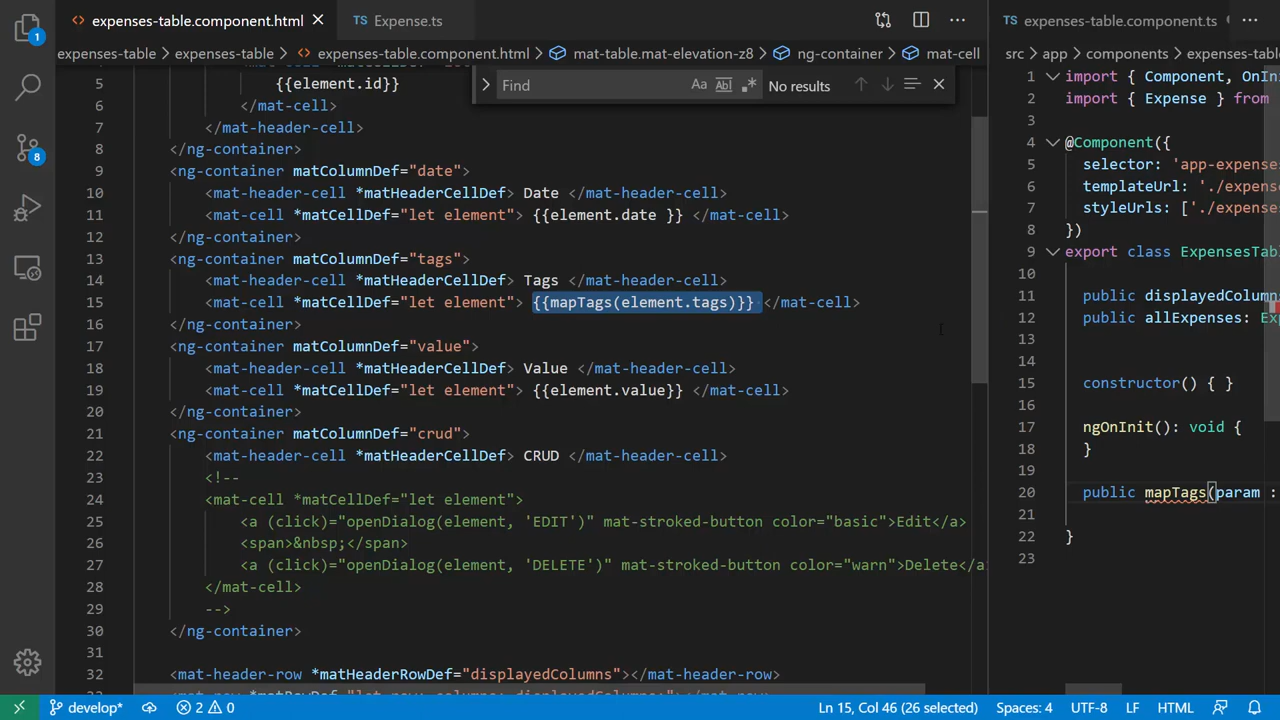 expenses-table.component.html
TS Expense.ts
TS expenses-table.component.ts
expenses-table > expenses-table > expenses-table.component.html > mat-table.mat-elevation-z8 > ng-container > mat-cell
src > app > components > expenses-table
Find
Aa
ab
No results
5 {{element.id}}
6 </mat-cell>
7 </mat-header-cell>
8 </ng-container>
9 <ng-container matColumnDef="date">
10 <mat-header-cell *matHeaderCellDef> Date </mat-header-cell>
11 <mat-cell *matCellDef="let element"> {{element.date }} </mat-cell>
12 </ng-container>
13 <ng-container matColumnDef="tags">
14 <mat-header-cell *matHeaderCellDef> Tags </mat-header-cell>
15 <mat-cell *matCellDef="let element"> {{mapTags(element.tags)}} </mat-cell>
16 </ng-container>
17 <ng-container matColumnDef="value">
18 <mat-header-cell *matHeaderCellDef> Value </mat-header-cell>
19 <mat-cell *matCellDef="let element"> {{element.value}} </mat-cell>
20 </ng-container>
21 <ng-container matColumnDef="crud">
22 <mat-header-cell *matHeaderCellDef> CRUD </mat-header-cell>
23 <!--
24 <mat-cell *matCellDef="let element">
25 <a (click)="openDialog(element, 'EDIT')" mat-stroked-button color="basic">Edit</a>
26 <span>&nbsp;</span>
27 <a (click)="openDialog(element, 'DELETE')" mat-stroked-button color="warn">Delete</a
28 </mat-cell>
29 -->
30 </ng-container>
31
32 <mat-header-row *matHeaderRowDef="displayedColumns"></mat-header-row>
1 import { Component, OnIn
2 import { Expense } from
3
4 @Component({
5 selector: 'app-expense
6 templateUrl: './expens
7 styleUrls: ['./expense
8 })
9 export class ExpensesTab
10
11 public displayedColumn
12 public allExpenses: Ex
13
14
15 constructor() { }
16
17 ngOnInit(): void {
18 }
19
20 public mapTags(param :
21
22 }
23
1
8
develop*
2
0
Ln 15, Col 46 (26 selected)
Spaces: 4
UTF-8
LF
HTML